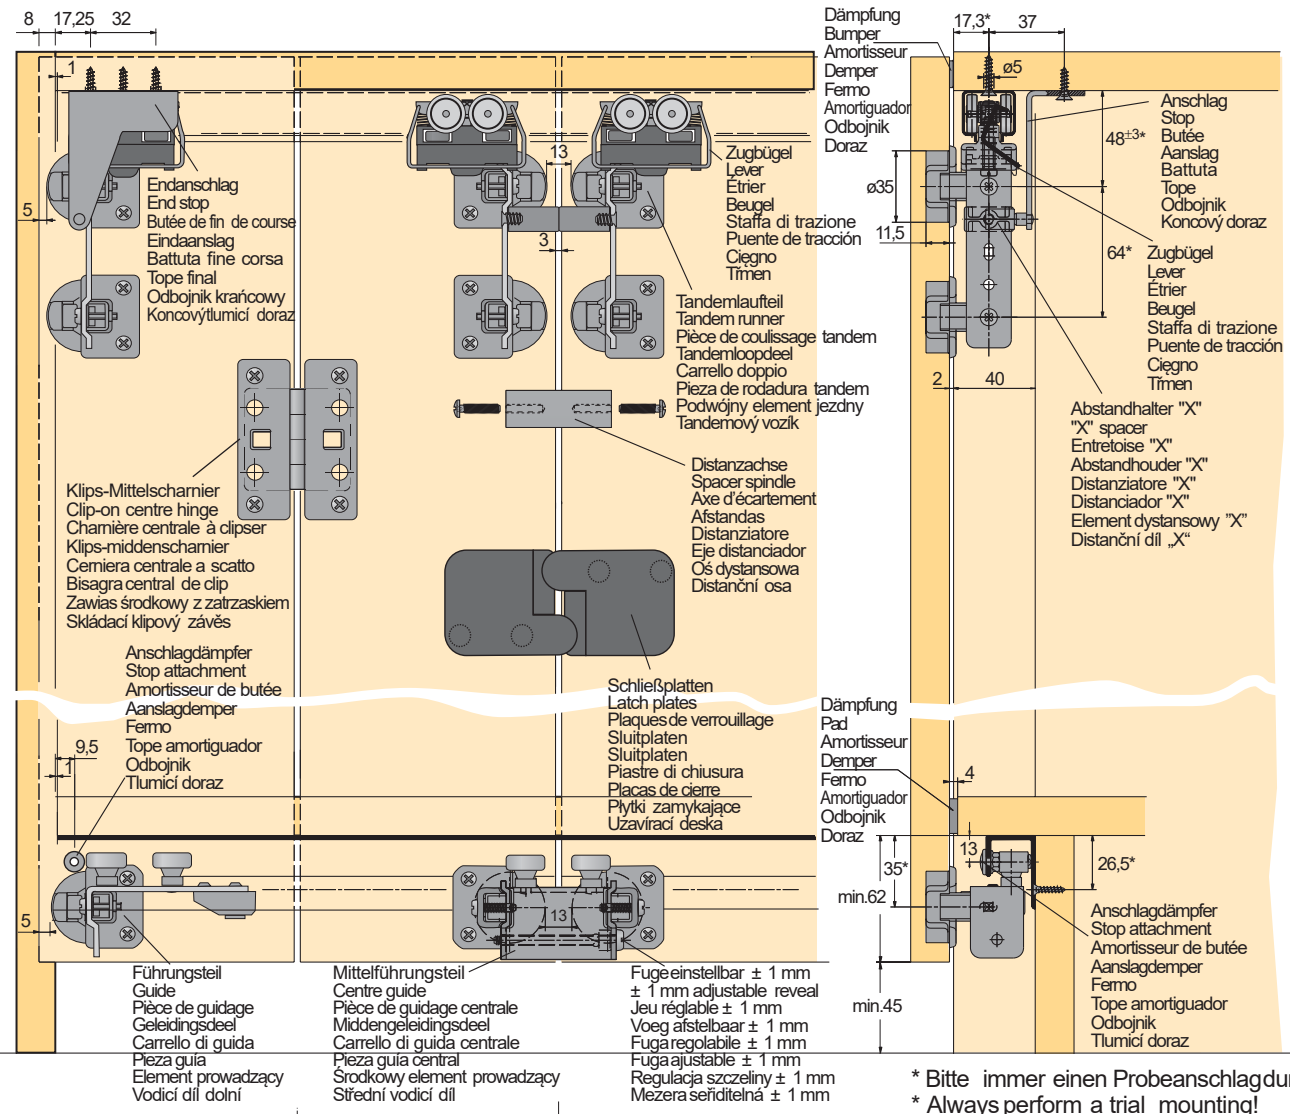 8 17,25 32
1
Endanschlag
End stop
Butée de fin de course
Eindaanslag
Battuta fine corsa
Tope final
Odbojnik krańcowy
Koncovýtlumicí doraz
5
13
3
Zugbügel
Lever
Étrier
Beugel
Staffa di trazione
Puente de tracción
Cięgno
Třmen
Tandemlaufteil
Tandem runner
Pièce de coulissage tandem
Tandemloopdeel
Carrello doppio
Pieza de rodadura tandem
Podwójny element jezdny
Tandemový vozík
Distanzachse
Spacer spindle
Axe d'écartement
Afstandas
Distanziatore
Eje distanciador
Oś dystansowa
Distanční osa
Klips-Mittelscharnier
Clip-on centre hinge
Charnière centrale à clipser
Klips-middenscharnier
Cerniera centrale a scatto
Bisagra central de clip
Zawias środkowy z zatrzaskiem
Skládací klipový závěs
Anschlagdämpfer
Stop attachment
Amortisseur de butée
Aanslagdemper
Fermo
Tope amortiguador
Odbojnik
Tlumicí doraz
9,5
1
Schließplatten
Latch plates
Plaques de verrouillage
Sluitplaten
Sluitplaten
Piastre di chiusura
Placas de cierre
Płytki zamykające
Uzavírací deska
5
13
Führungsteil
Guide
Pièce de guidage
Geleidingsdeel
Carrello di guida
Pieza guía
Element prowadzący
Vodicí díl dolní
Mittelführungsteil
Centre guide
Pièce de guidage centrale
Middengeleidingsdeel
Carrello di guida centrale
Pieza guía central
Środkowy element prowadzący
Střední vodicí díl
Fuge einstellbar ± 1 mm
± 1 mm adjustable reveal
Jeu réglable ± 1 mm
Voeg afstelbaar ± 1 mm
Fuga regolabile ± 1 mm
Fuga ajustable ± 1 mm
Regulacja szczeliny ± 1 mm
Mezera seřiditelná ± 1 mm
Dämpfung
Bumper
Amortisseur
Demper
Fermo
Amortiguador
Odbojnik
Doraz
17,3* 37
ø5
48±3*
ø35
11,5
64*
2 40
Anschlag
Stop
Butée
Aanslag
Battuta
Tope
Odbojnik
Koncový doraz
Zugbügel
Lever
Étrier
Beugel
Staffa di trazione
Puente de tracción
Cięgno
Třmen
Abstandhalter "X"
"X" spacer
Entretoise "X"
Abstandhouder "X"
Distanziatore "X"
Distanciador "X"
Element dystansowy ”X”
Distanční díl „X“
Dämpfung
Pad
Amortisseur
Demper
Fermo
Amortiguador
Odbojnik
Doraz
4
13
35*
26,5*
min.62
min.45
Anschlagdämpfer
Stop attachment
Amortisseur de butée
Aanslagdemper
Fermo
Tope amortiguador
Odbojnik
Tlumicí doraz
* Bitte immer einen Probeanschlag
* Always perform a trial mounting!